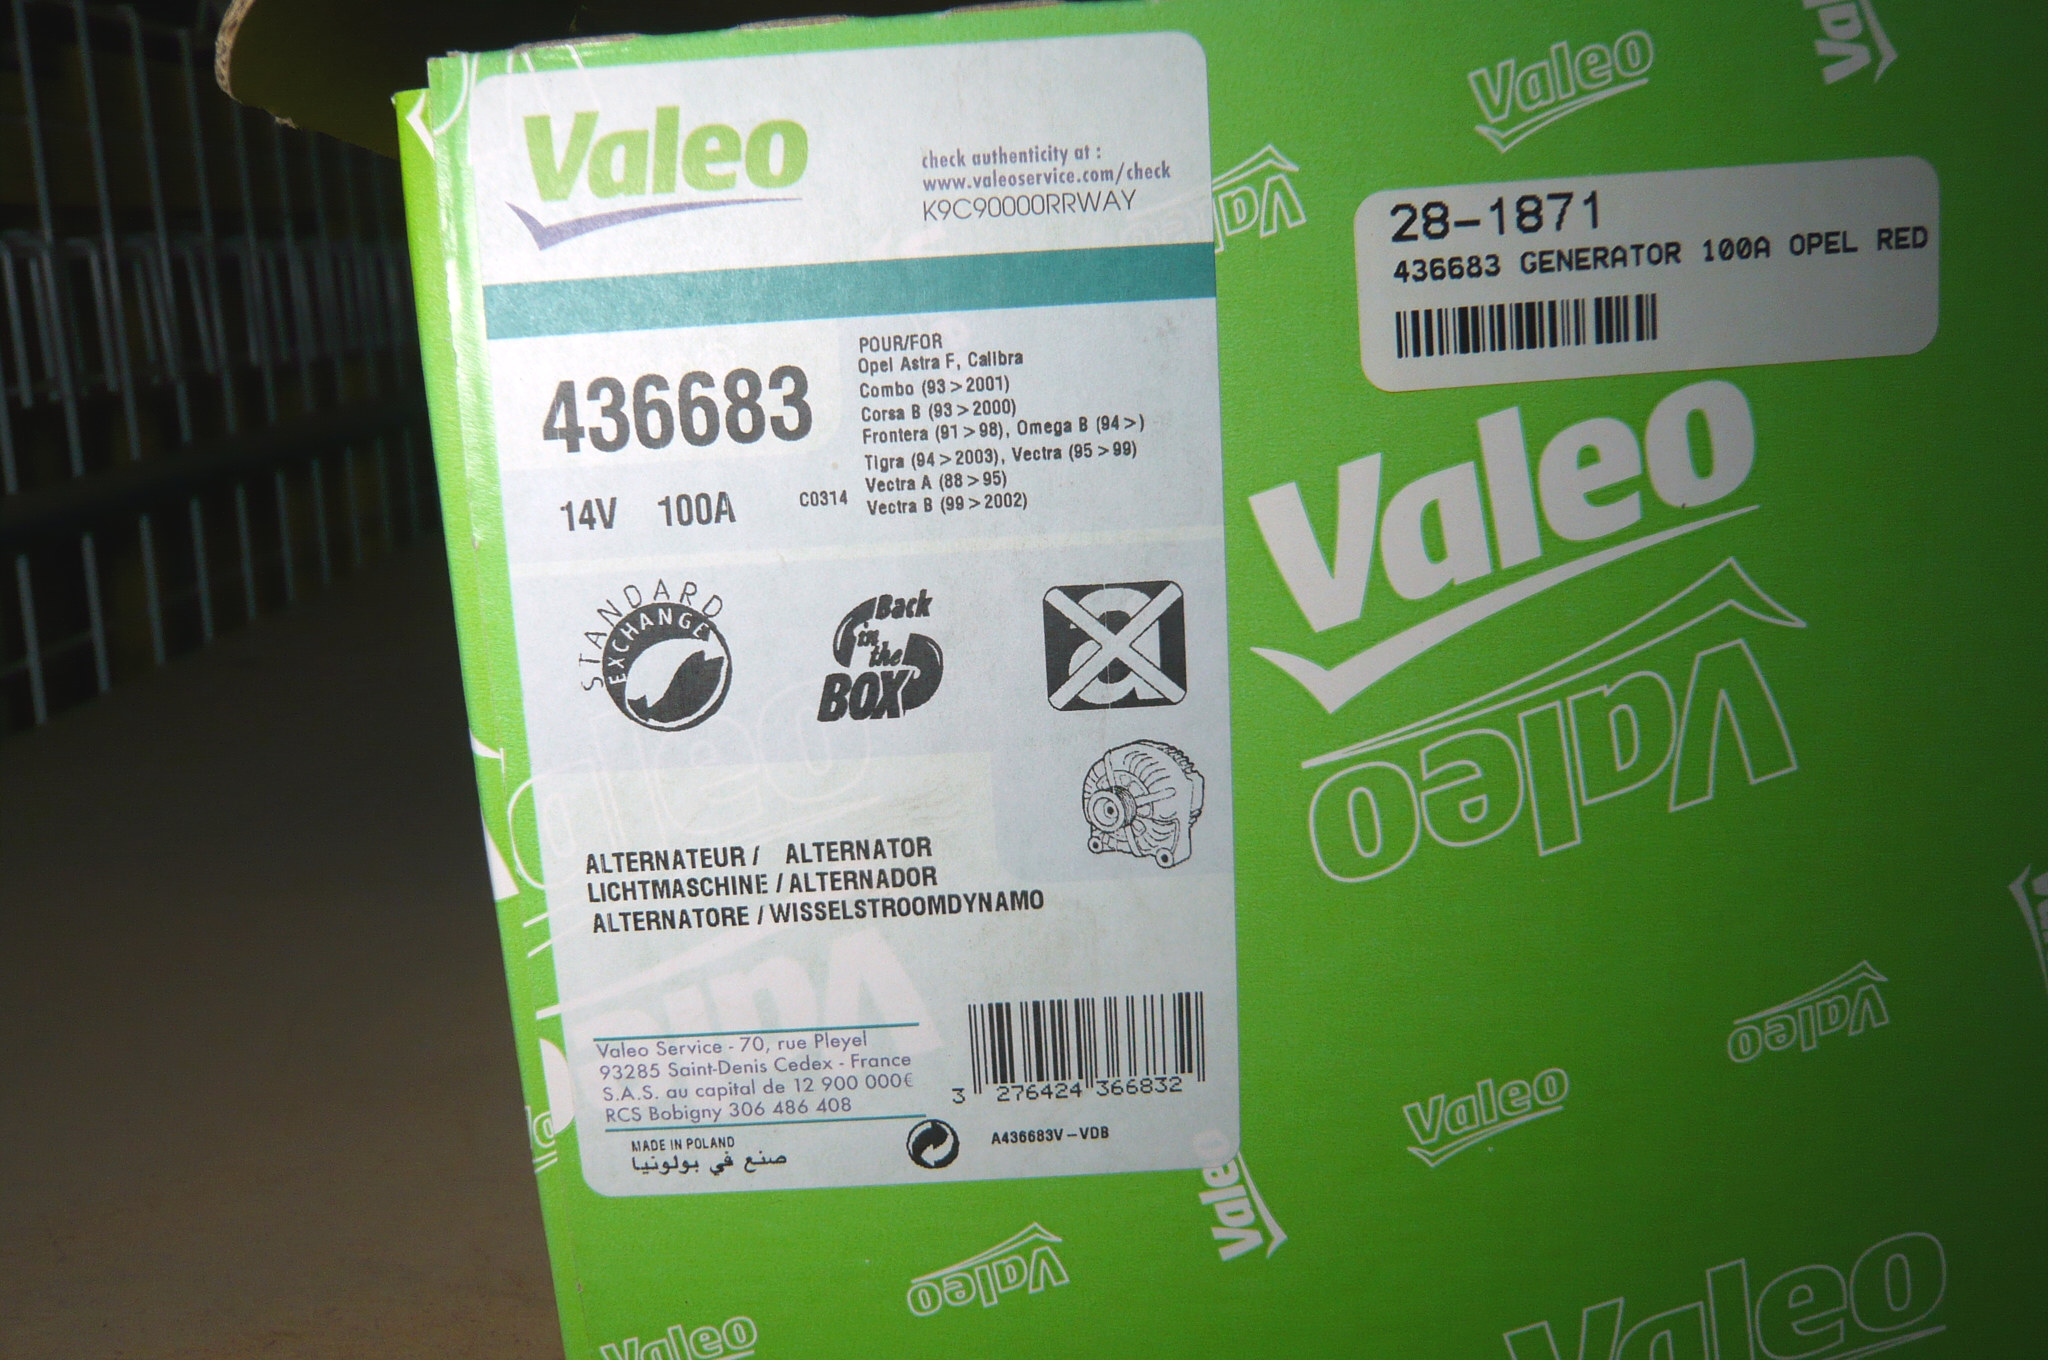 Valeo
check authenticity at :
www.valeoservice.com/check
K9C90000RRWAY
436683
14V 100A C0314
POUR/FOR
Opel Astra F, Calibra
Combo (93 > 2001)
Corsa B (93 > 2000)
Frontera (91 > 98), Omega B (94 >)
Tigra (94 > 2003), Vectra (95 > 99)
Vectra A (88 > 95)
Vectra B (99 > 2002)
STANDARD
EXCHANGE
Back
in
the
BOX
a
ALTERNATEUR / ALTERNATOR
LICHTMASCHINE / ALTERNADOR
ALTERNATORE / WISSELSTROOMDYNAMO
Valeo Service - 70, rue Pleyel
93285 Saint-Denis Cedex - France
S.A.S. au capital de 12 900 000€
RCS Bobigny 306 486 408
MADE IN POLAND
صنع في بولونيا
3 276424 366832
A436683V-VDB
28-1871
436683 GENERATOR 100A OPEL RED
Valeo
Valeo
Valeo
Valeo
Valeo
Valeo
Valeo
Valeo
Valeo
Valeo
Valeo